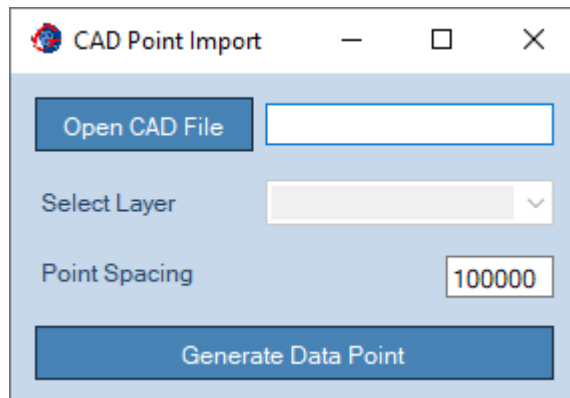 CAD Point Import
Open CAD File
Select Layer
Point Spacing 100000
Generate Data Point